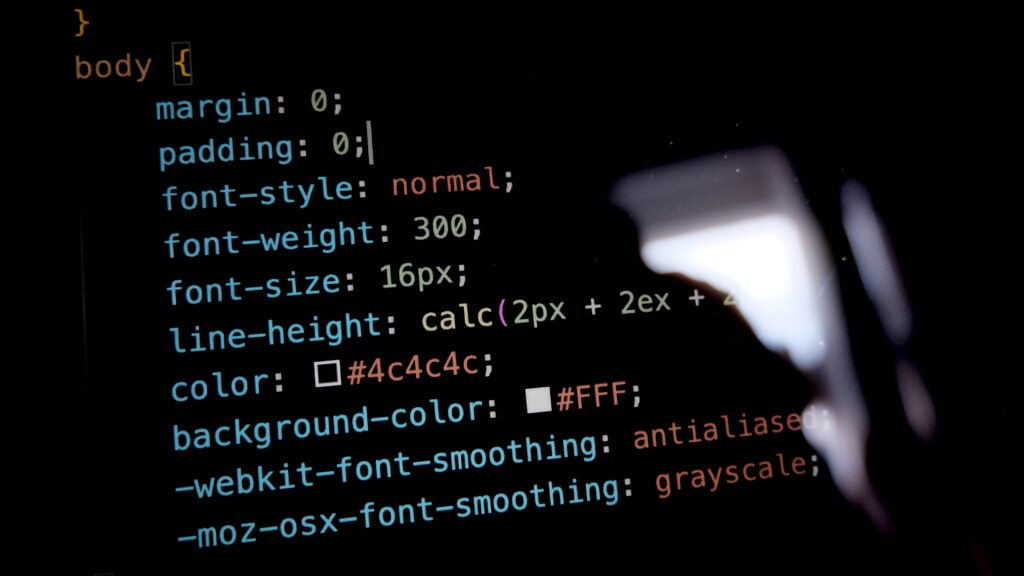 }
body {
margin: 0;
padding: 0;
font-style: normal;
font-weight: 300;
font-size: 16px;
line-height: calc(2px + 2ex +
color: #4c4c4c;
background-color: #FFF;
-webkit-font-smoothing: antialiased;
-moz-osx-font-smoothing: grayscale;